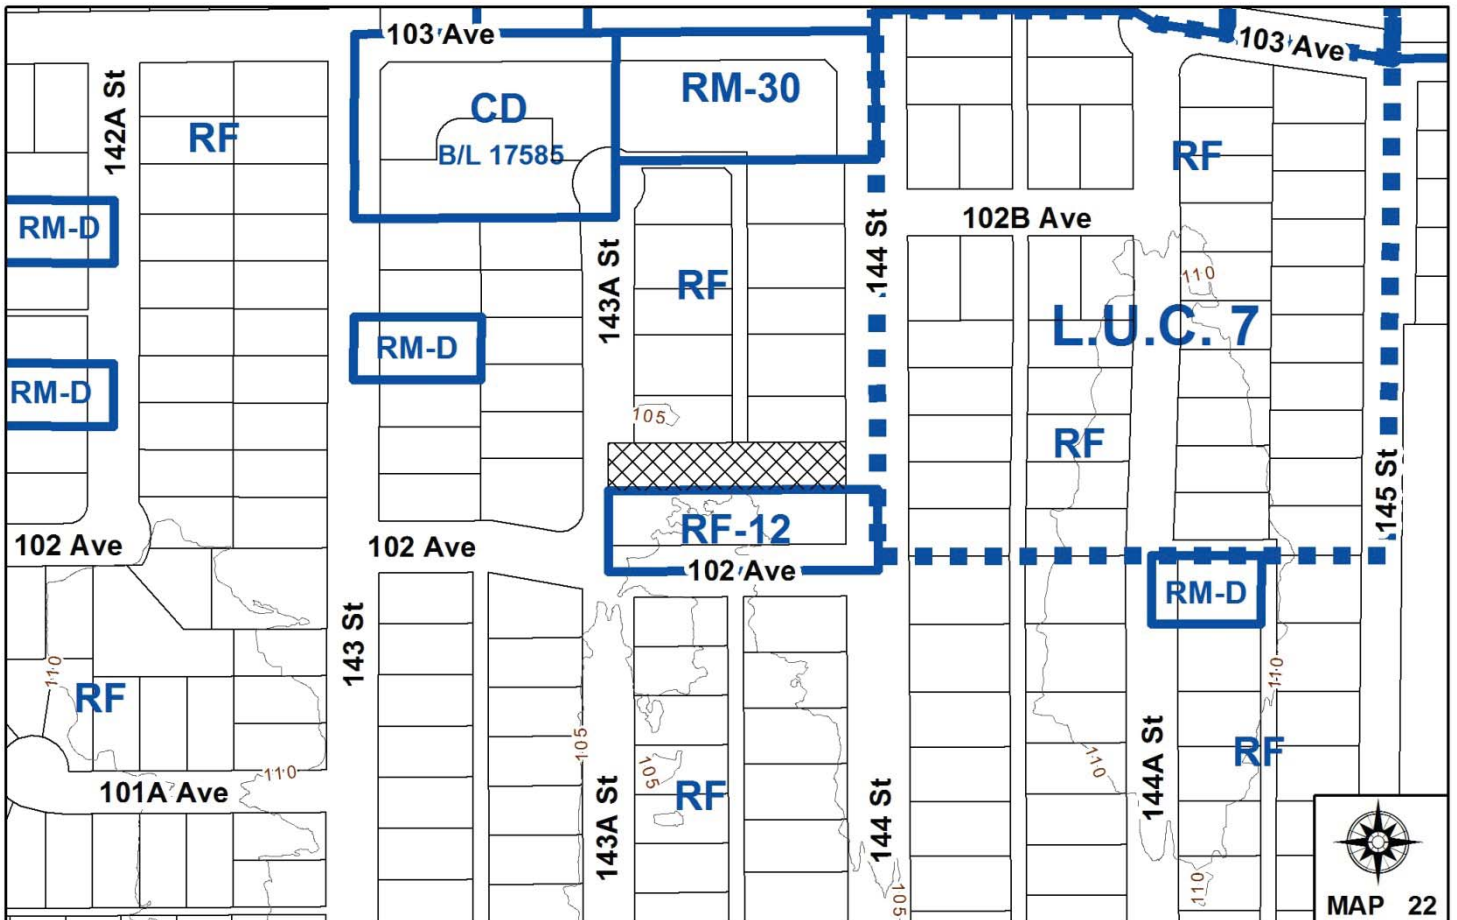 103 Ave
103 Ave
142A St
RF
CD
B/L 17585
RM-30
RF
RM-D
143A St
RF
144 St
102B Ave
110
L.U.C. 7
RM-D
RM-D
105
RF
145 St
102 Ave
102 Ave
RF-12
102 Ave
RM-D
143 St
110
RF
110
105
105
RF
110
144A St
RF
110
101A Ave
143A St
144 St
105
110
MAP 22